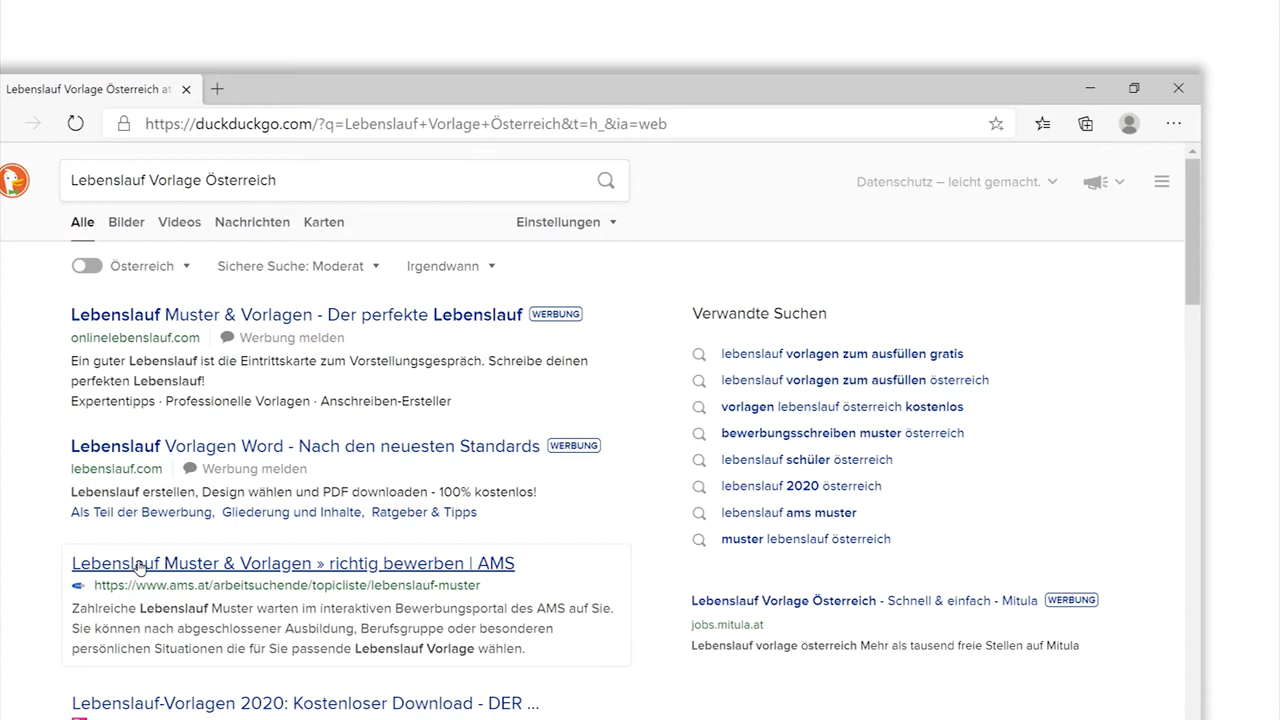 Lebenslauf Vorlage Österreich at
https://duckduckgo.com/?q=Lebenslauf+Vorlage+Österreich&t=h_&ia=web
Lebenslauf Vorlage Österreich
Datenschutz – leicht gemacht.
Alle Bilder Videos Nachrichten Karten Einstellungen
Österreich Sichere Suche: Moderat Irgendwann
Lebenslauf Muster & Vorlagen - Der perfekte Lebenslauf WERBUNG
onlinelebenslauf.com Werbung melden
Ein guter Lebenslauf ist die Eintrittskarte zum Vorstellungsgespräch. Schreibe deinen
perfekten Lebenslauf!
Expertentipps · Professionelle Vorlagen · Anschreiben-Ersteller
Lebenslauf Vorlagen Word - Nach den neuesten Standards WERBUNG
lebenslauf.com Werbung melden
Lebenslauf erstellen, Design wählen und PDF downloaden - 100% kostenlos!
Als Teil der Bewerbung, Gliederung und Inhalte, Ratgeber & Tipps
Lebenslauf Muster & Vorlagen » richtig bewerben | AMS
https://www.ams.at/arbeitsuchende/topicliste/lebenslauf-muster
Zahlreiche Lebenslauf Muster warten im interaktiven Bewerbungsportal des AMS auf Sie.
Sie können nach abgeschlossener Ausbildung, Berufsgruppe oder besonderen
persönlichen Situationen die für Sie passende Lebenslauf Vorlage wählen.
Lebenslauf-Vorlagen 2020: Kostenloser Download - DER ...
Verwandte Suchen
lebenslauf vorlagen zum ausfüllen gratis
lebenslauf vorlagen zum ausfüllen österreich
vorlagen lebenslauf österreich kostenlos
bewerbungsschreiben muster österreich
lebenslauf schüler österreich
lebenslauf 2020 österreich
lebenslauf ams muster
muster lebenslauf österreich
Lebenslauf Vorlage Österreich - Schnell & einfach - Mitula WERBUNG
jobs.mitula.at
Lebenslauf vorlage österreich Mehr als tausend freie Stellen auf Mitula